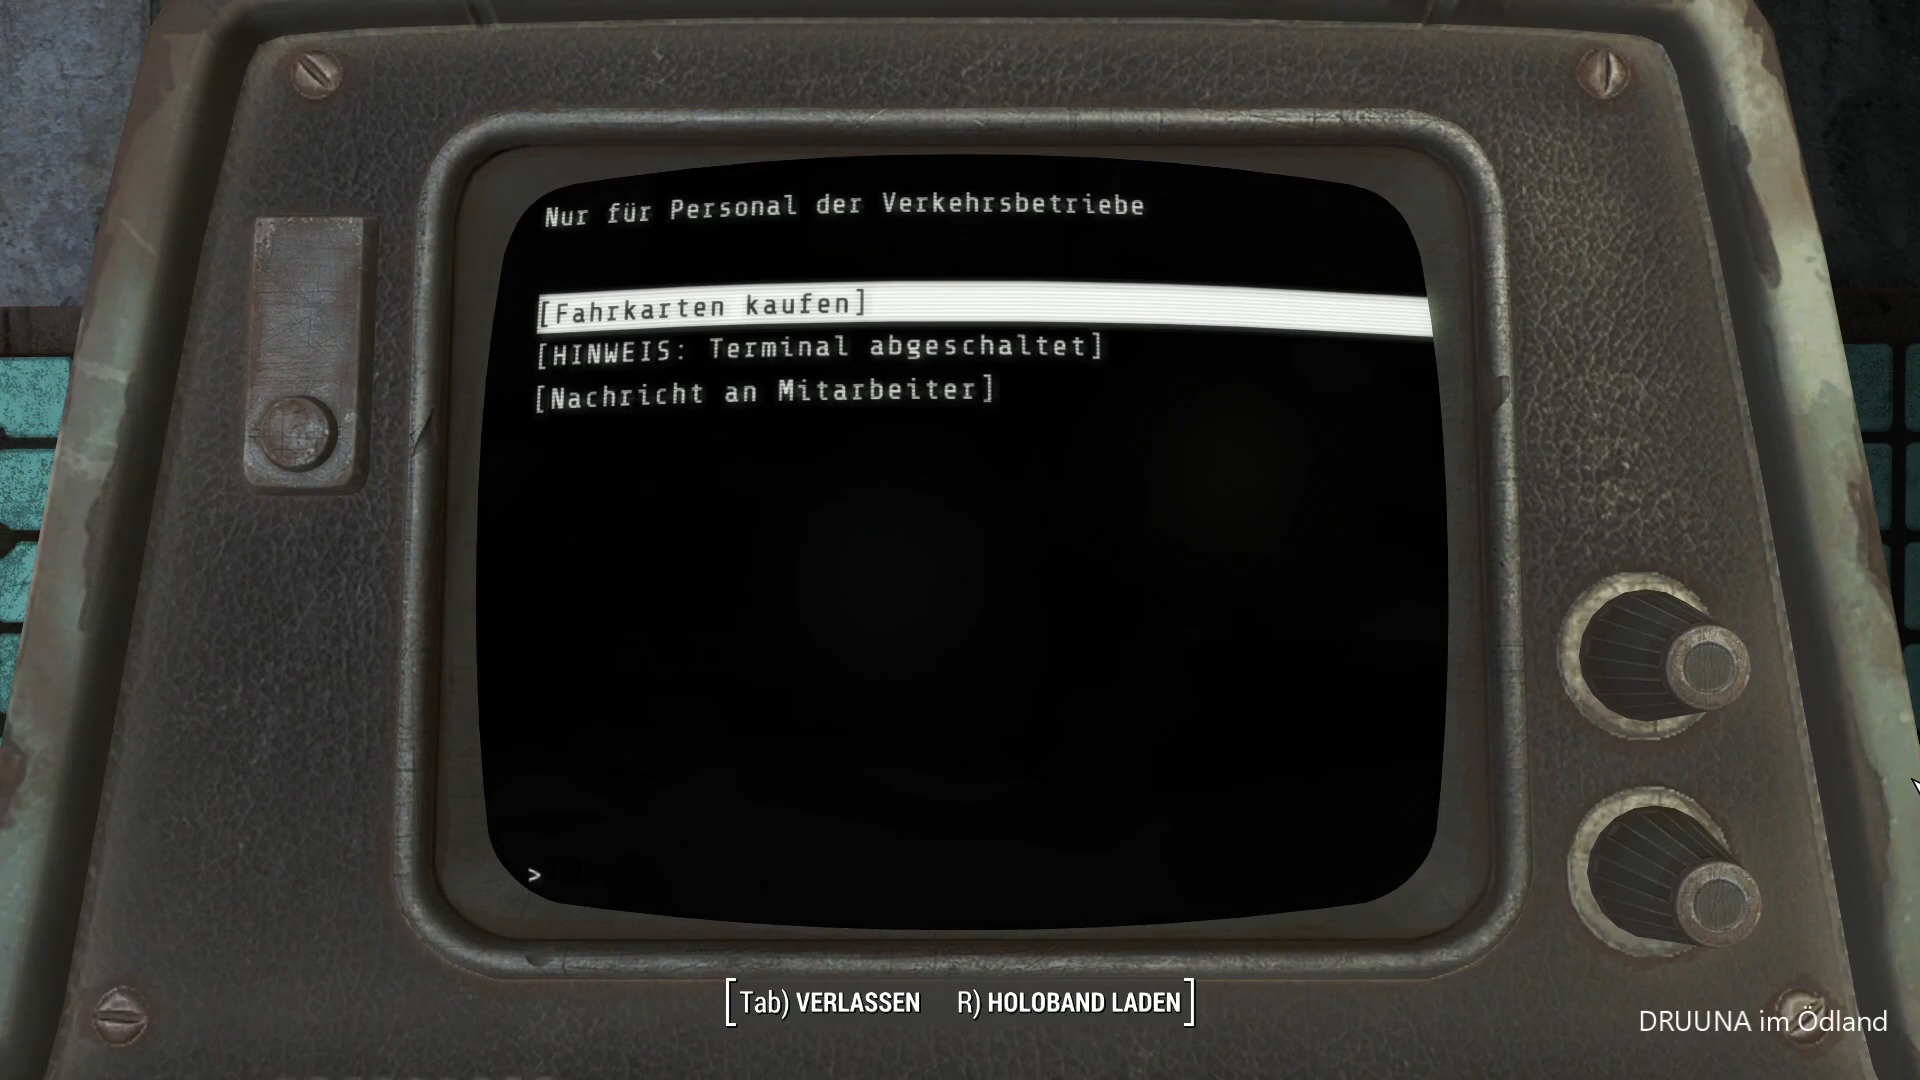 Nur für Personal der Verkehrsbetriebe
[Fahrkarten kaufen]
[HINWEIS: Terminal abgeschaltet]
[Nachricht an Mitarbeiter]
>
[Tab) VERLASSEN R) HOLOBAND LADEN]
DRUUNA im Ödland